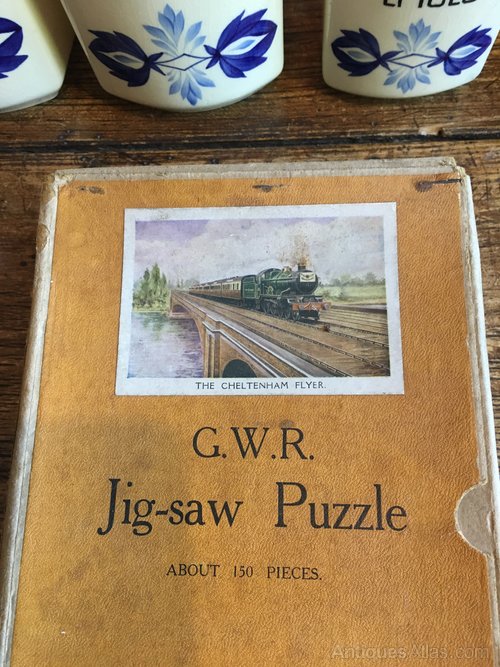 THE CHELTENHAM FLYER.
G.W.R.
Jig-saw Puzzle
ABOUT 150 PIECES.
AntiquesAtlas.com